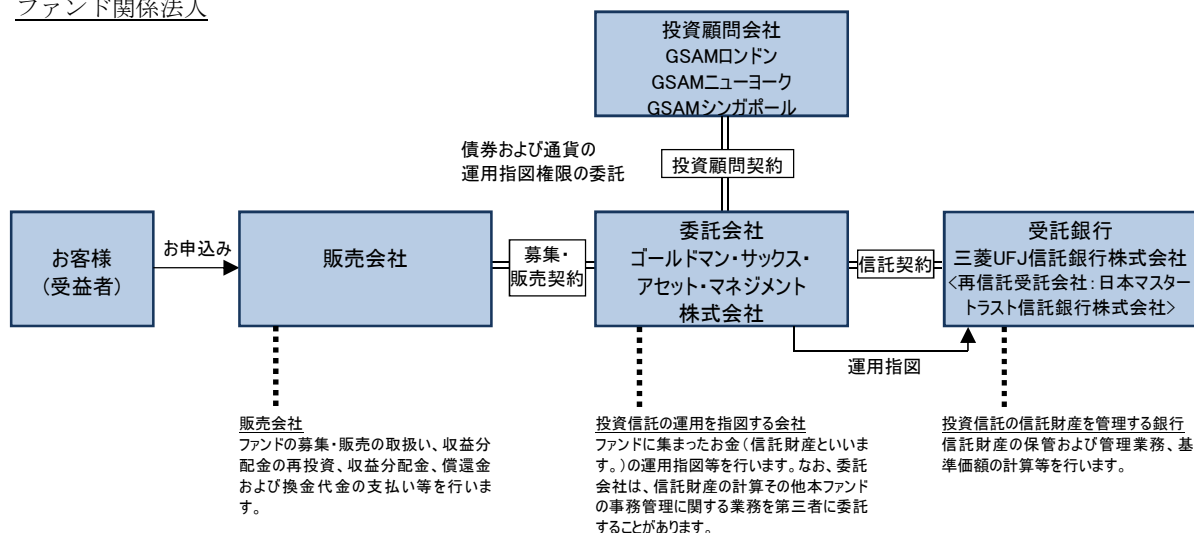 ファンド関係法人
投資顧問会社
GSAMロンドン
GSAMニューヨーク
GSAMシンガポール
債券および通貨の
運用指図権限の委託
投資顧問契約
お客様
(受益者)
お申込み
販売会社
募集・
販売契約
委託会社
ゴールドマン・サックス・
アセット・マネジメント
株式会社
信託契約
受託銀行
三菱UFJ信託銀行株式会社
<再信託受託会社:日本マスター
トラスト信託銀行株式会社>
運用指図
販売会社
ファンドの募集・販売の取扱い、収益分
配金の再投資、収益分配金、償還金
および換金代金の支払い等を行いま
す。
投資信託の運用を指図する会社
ファンドに集まったお金(信託財産といいま
す。)の運用指図等を行います。なお、委託
会社は、信託財産の計算その他本ファンド
の事務管理に関する業務を第三者に委託
することがあります。
投資信託の信託財産を管理する銀行
信託財産の保管および管理業務、基
準価額の計算等を行います。